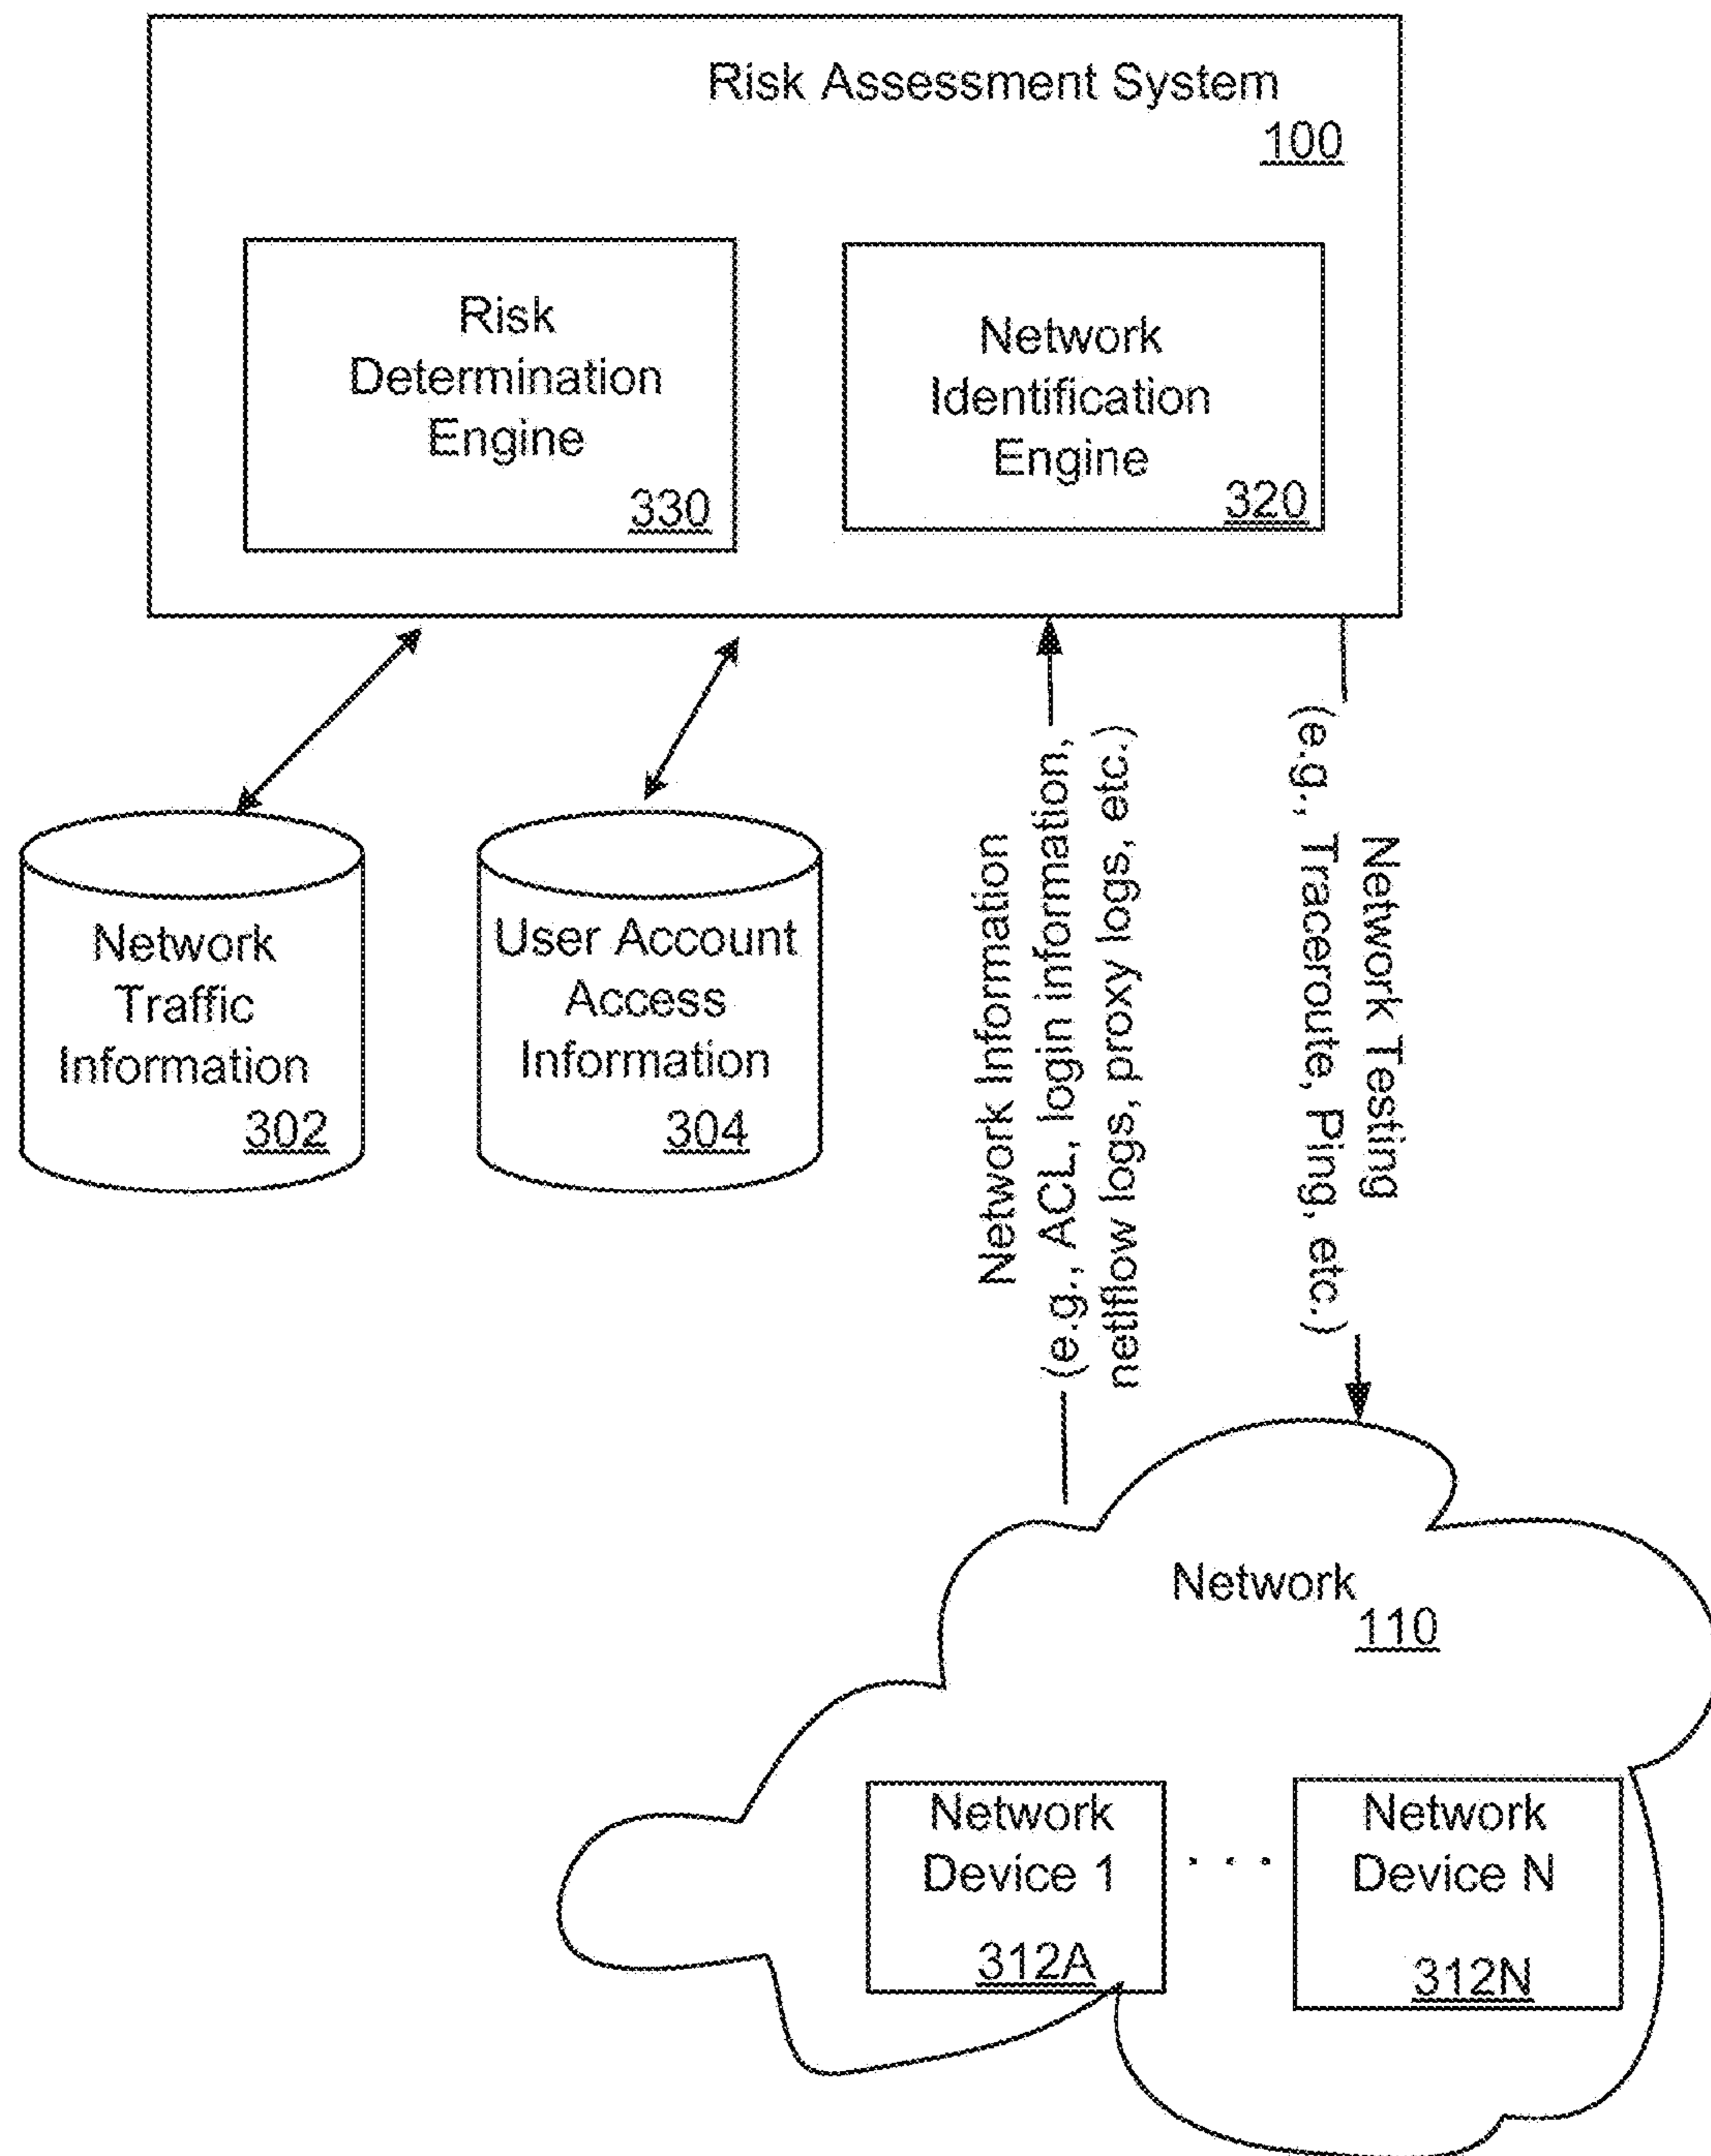 Risk Assessment System
100
Risk
Determination
Engine
330
Network
Identification
Engine
320
Network
Traffic
Information
302
User Account
Access
Information
304
Network Information
(e.g., ACL, login information,
netlflow logs, proxy logs, etc.)
Network Testing
(e.g., Traceroute, Ping, etc.)
Network
110
Network
Device 1
312A
. . .
Network
Device N
312N